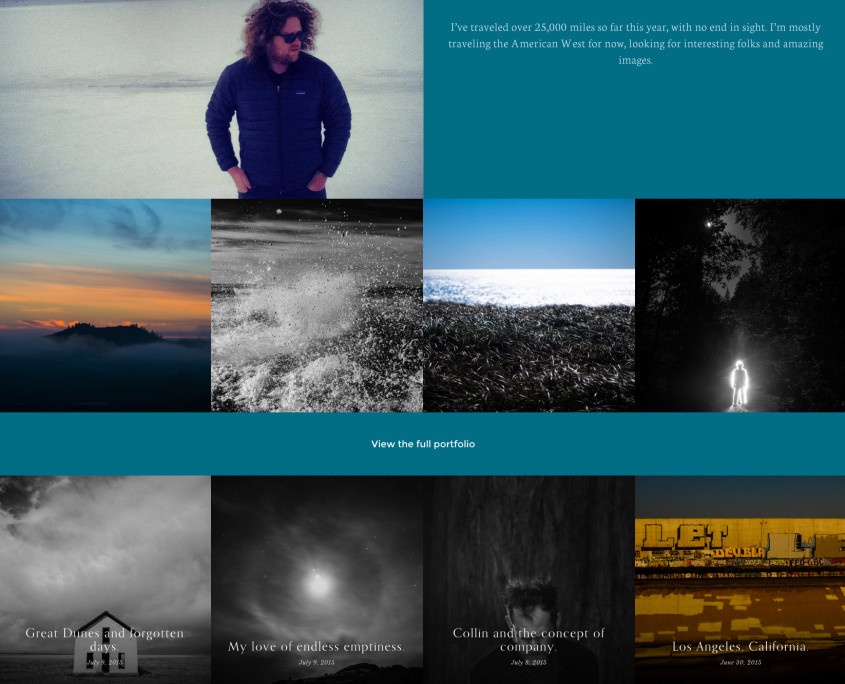 I've traveled over 25,000 miles so far this year, with no end in sight. I'm mostly
traveling the American West for now, looking for interesting folks and amazing
images.
View the full portfolio
Great Dunes and forgotten
days.
July 9, 2015
My love of endless emptiness.
July 9, 2015
Collin and the concept of
company.
July 8, 2015
LET
Los Angeles, California.
June 30, 2015